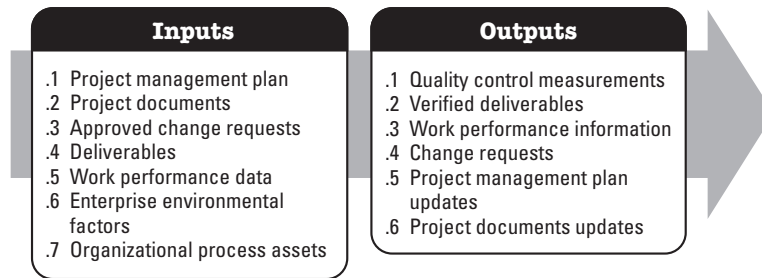 Inputs
.1 Project management plan
.2 Project documents
.3 Approved change requests
.4 Deliverables
.5 Work performance data
.6 Enterprise environmental
factors
.7 Organizational process assets
Outputs
.1 Quality control measurements
.2 Verified deliverables
.3 Work performance information
.4 Change requests
.5 Project management plan
updates
.6 Project documents updates